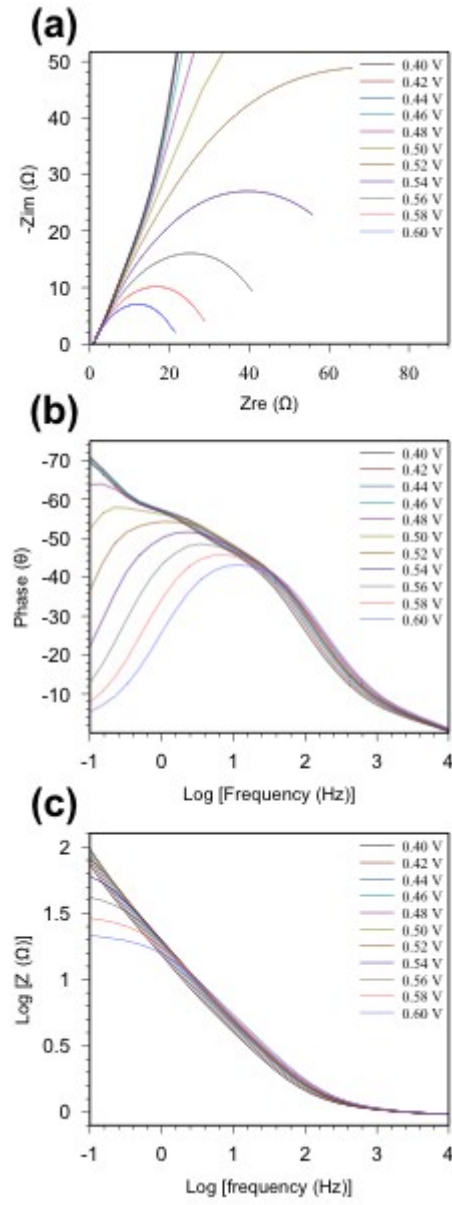 (a)
50
40
30
20
10
0
-Zim (Ω)
0 20 40 60 80
Zre (Ω)
0.40 V
0.42 V
0.44 V
0.46 V
0.48 V
0.50 V
0.52 V
0.54 V
0.56 V
0.58 V
0.60 V
(b)
-70
-60
-50
-40
-30
-20
-10
Phase (θ)
-1 0 1 2 3 4
Log [Frequency (Hz)]
0.40 V
0.42 V
0.44 V
0.46 V
0.48 V
0.50 V
0.52 V
0.54 V
0.56 V
0.58 V
0.60 V
(c)
2
1.5
1
0.5
0
Log [Z (Ω)]
-1 0 1 2 3 4
Log [frequency (Hz)]
0.40 V
0.42 V
0.44 V
0.46 V
0.48 V
0.50 V
0.52 V
0.54 V
0.56 V
0.58 V
0.60 V